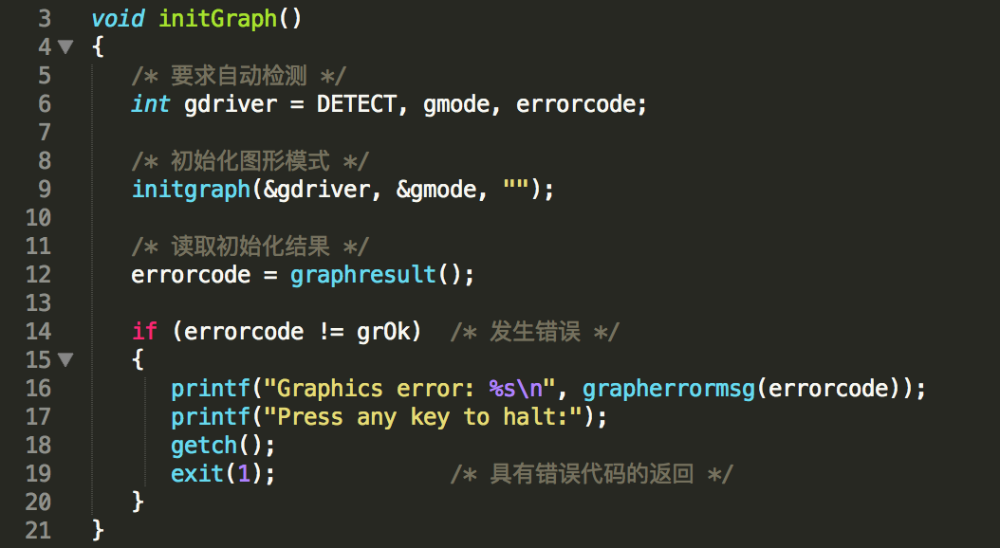 3 void initGraph()
4 {
5 /* 要求自动检测 */
6 int gdriver = DETECT, gmode, errorcode;
7
8 /* 初始化图形模式 */
9 initgraph(&gdriver, &gmode, "");
10
11 /* 读取初始化结果 */
12 errorcode = graphresult();
13
14 if (errorcode != grOk) /* 发生错误 */
15 {
16 printf("Graphics error: %s\n", grapherrormsg(errorcode));
17 printf("Press any key to halt:");
18 getch();
19 exit(1); /* 具有错误代码的返回 */
20 }
21 }